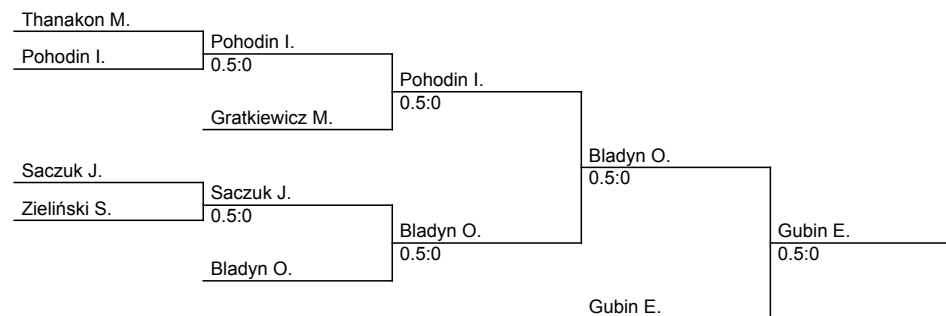 Thanakon M.
Pohodin I.
Pohodin I.
0.5:0
Pohodin I.
0.5:0
Gratkiewicz M.
Bladyn O.
0.5:0
Saczuk J.
Saczuk J.
0.5:0
Zieliński S.
Bladyn O.
0.5:0
Gubin E.
0.5:0
Bladyn O.
Gubin E.